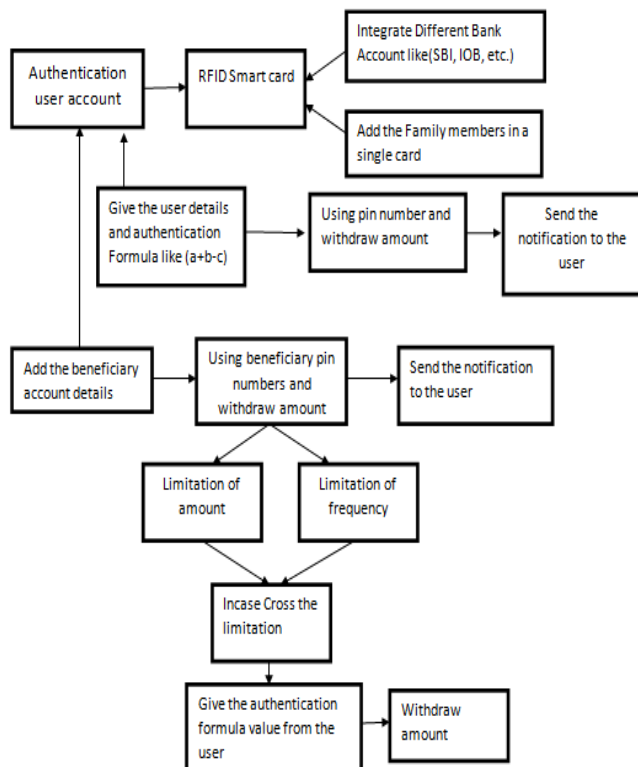 Authentication
user account
RFID Smart card
Integrate Different Bank
Account like(SBI, IOB, etc.)
Add the Family members in a
single card
Give the user details
and authentication
Formula like (a+b-c)
Using pin number and
withdraw amount
Send the
notification to the
user
Add the beneficiary
account details
Using beneficiary pin
numbers and
withdraw amount
Send the notification
to the user
Limitation of
amount
Limitation of
frequency
Incase Cross the
limitation
Give the authentication
formula value from the
user
Withdraw
amount